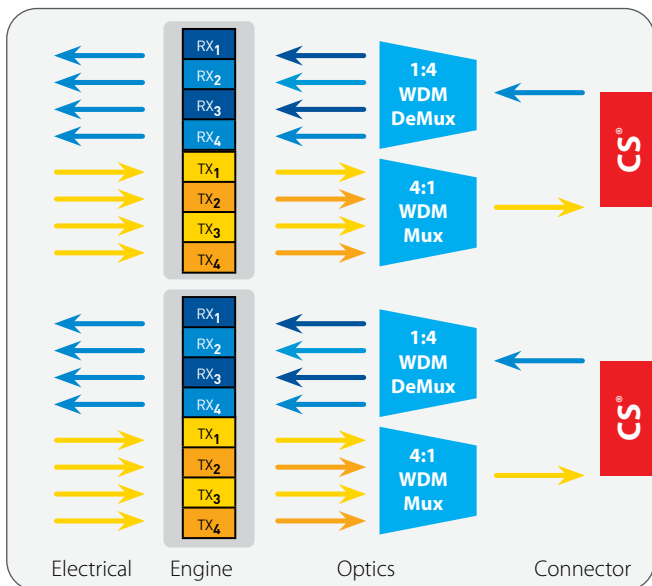 RX1
RX2
RX3
RX4
TX1
TX2
TX3
TX4
1:4
WDM
DeMux
4:1
WDM
Mux
CS®
RX1
RX2
RX3
RX4
TX1
TX2
TX3
TX4
1:4
WDM
DeMux
4:1
WDM
Mux
CS®
Electrical Engine Optics Connector